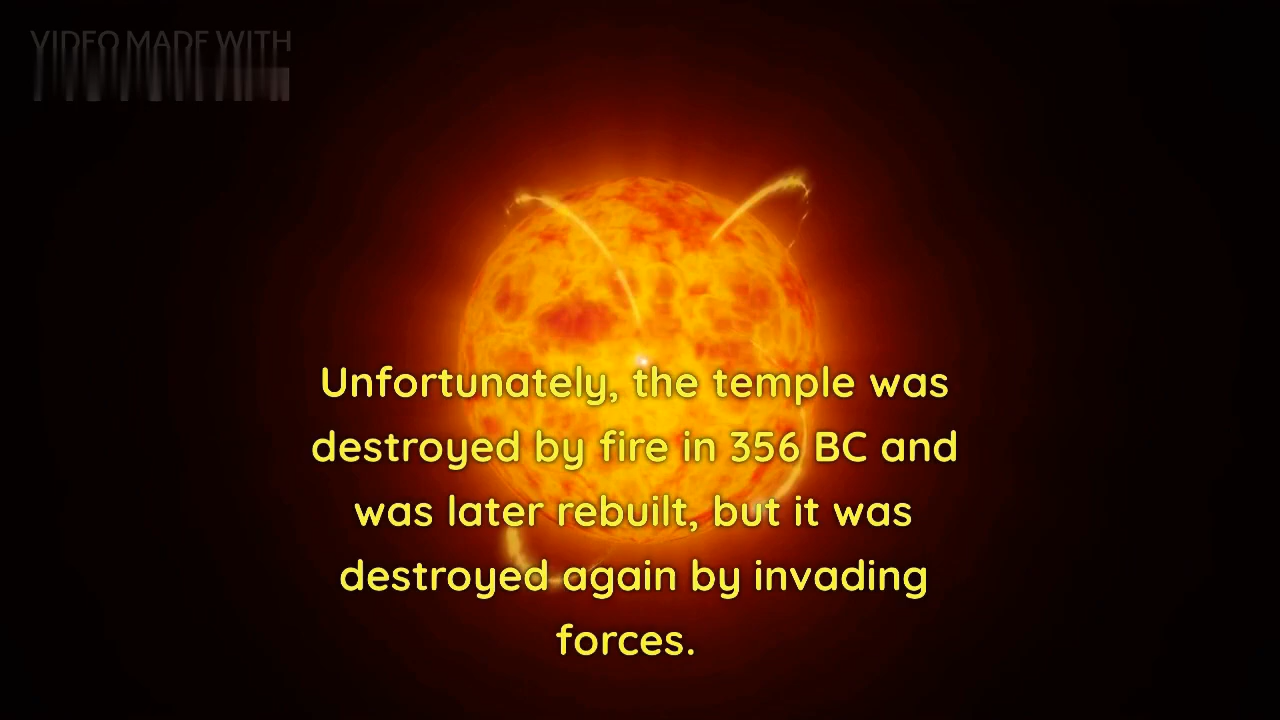 VIDEO MADE WITH
Unfortunately, the temple was
destroyed by fire in 356 BC and
was later rebuilt, but it was
destroyed again by invading
forces.